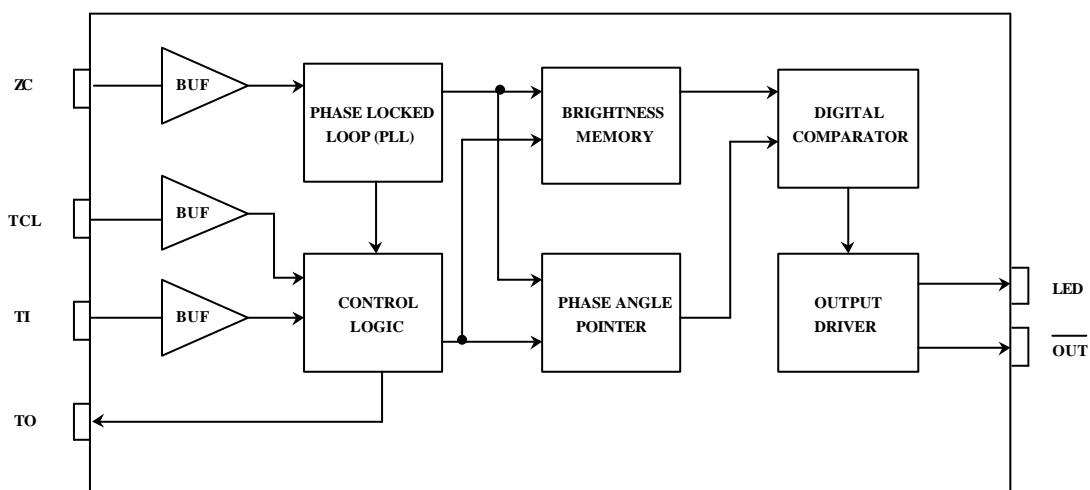 ZC
BUF
PHASE LOCKED
LOOP (PLL)
BRIGHTNESS
MEMORY
DIGITAL
COMPARATOR
TCL
BUF
TI
BUF
CONTROL
LOGIC
PHASE ANGLE
POINTER
OUTPUT
DRIVER
LED
OUT
TO